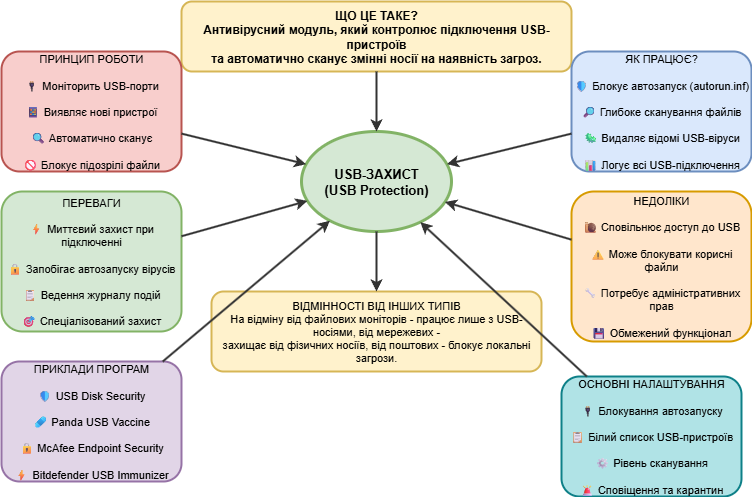 ЩО ЦЕ ТАКЕ?
Антивірусний модуль, який контролює підключення USB-
пристроїв
та автоматично сканує змінні носії на наявність загроз.
ПРИНЦИП РОБОТИ
Моніторить USB-порти
Виявляє нові пристрої
Автоматично сканує
Блокує підозрілі файли
ЯК ПРАЦЮЄ?
Блокує автозапуск (autorun.inf)
Глибоке сканування файлів
Видаляє відомі USB-віруси
Логує всі USB-підключення
USB-ЗАХИСТ
(USB Protection)
ПЕРЕВАГИ
Миттєвий захист при
підключенні
Запобігає автозапуску вірусів
Ведення журналу подій
Спеціалізований захист
НЕДОЛІКИ
Сповільнює доступ до USB
Може блокувати корисні
файли
Потребує адміністративних
прав
Обмежений функціонал
ВІДМІННОСТІ ВІД ІНШИХ ТИПІВ
На відміну від файлових моніторів - працює лише з USB-
носіями, від мережевих -
захищає від фізичних носіїв, від поштових - блокує локальні
загрози.
ПРИКЛАДИ ПРОГРАМ
USB Disk Security
Panda USB Vaccine
McAfee Endpoint Security
Bitdefender USB Immunizer
ОСНОВНІ НАЛАШТУВАННЯ
Блокування автозапуску
Білий список USB-пристроїв
Рівень сканування
Сповіщення та карантин